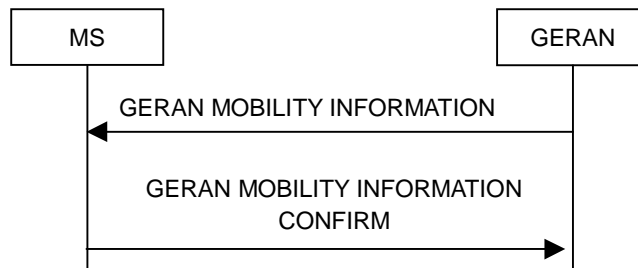 MS
GERAN
GERAN MOBILITY INFORMATION
GERAN MOBILITY INFORMATION
CONFIRM